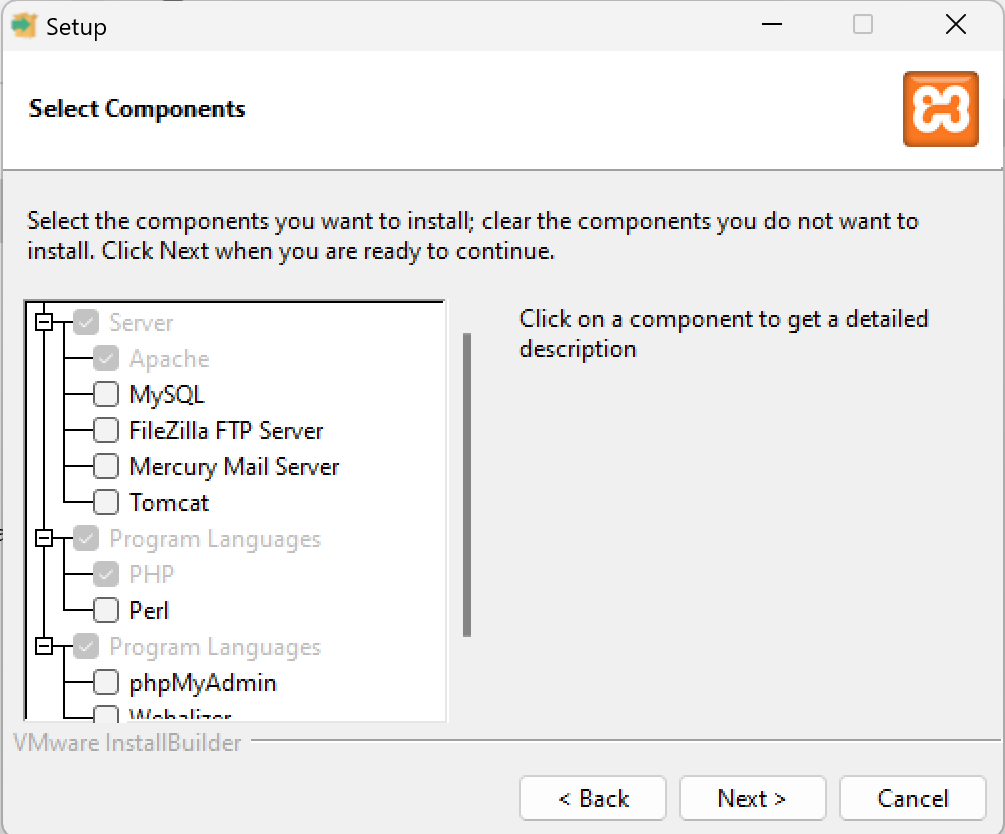 Setup
Select Components
Select the components you want to install; clear the components you do not want to
install. Click Next when you are ready to continue.
Server
Apache
MySQL
FileZilla FTP Server
Mercury Mail Server
Tomcat
Program Languages
PHP
Perl
Program Languages
phpMyAdmin
Webalizer
Click on a component to get a detailed
description
VMware InstallBuilder
< Back
Next >
Cancel